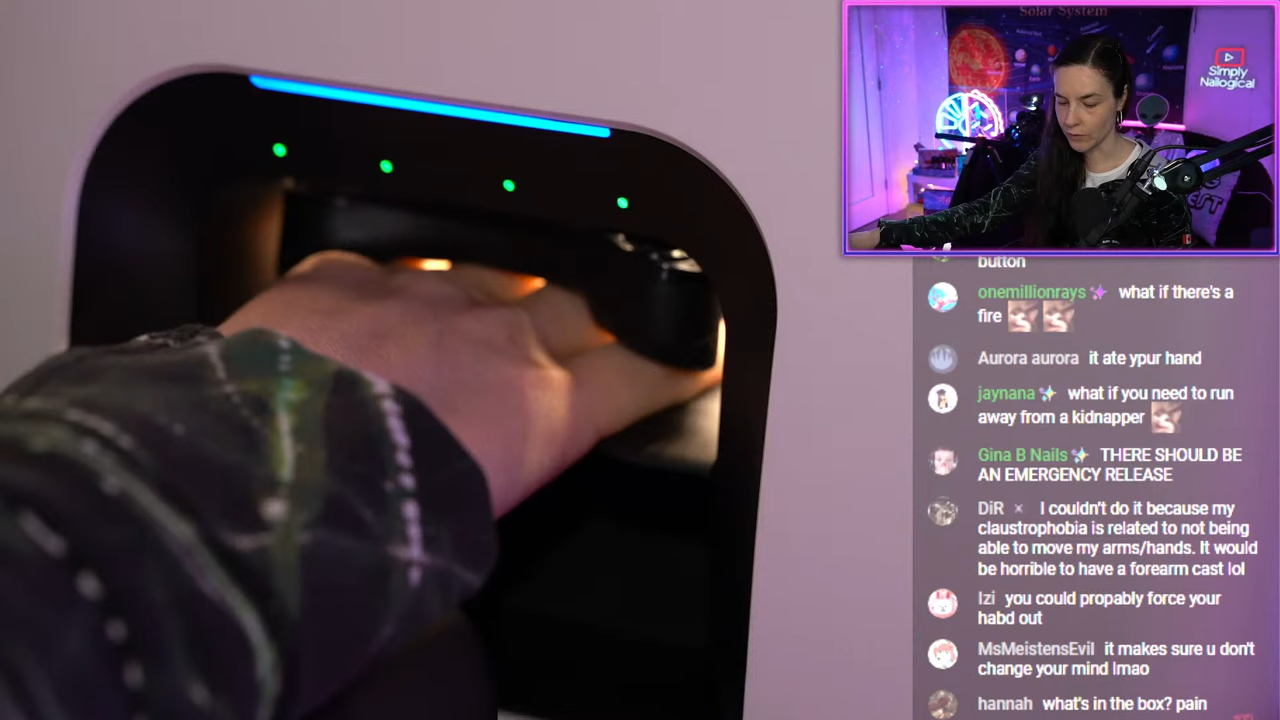 Solar System
Simply
Nailogical
button
onemillionrays what if there's a
fire
Aurora aurora it ate ypur hand
jaynana what if you need to run
away from a kidnapper
Gina B Nails THERE SHOULD BE
AN EMERGENCY RELEASE
DiR × I couldn't do it because my
claustrophobia is related to not being
able to move my arms/hands. It would
be horrible to have a forearm cast lol
Izi you could propably force your
habd out
MsMeistensEvil it makes sure u don't
change your mind lmao
hannah what's in the box? pain